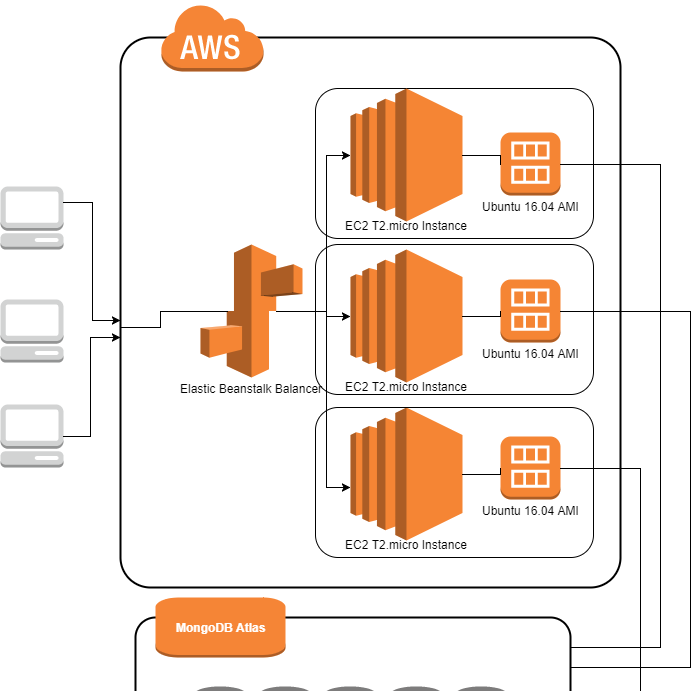 AWS
EC2 T2.micro Instance
Ubuntu 16.04 AMI
Elastic Beanstalk Balancer
EC2 T2.micro Instance
Ubuntu 16.04 AMI
EC2 T2.micro Instance
Ubuntu 16.04 AMI
MongoDB Atlas